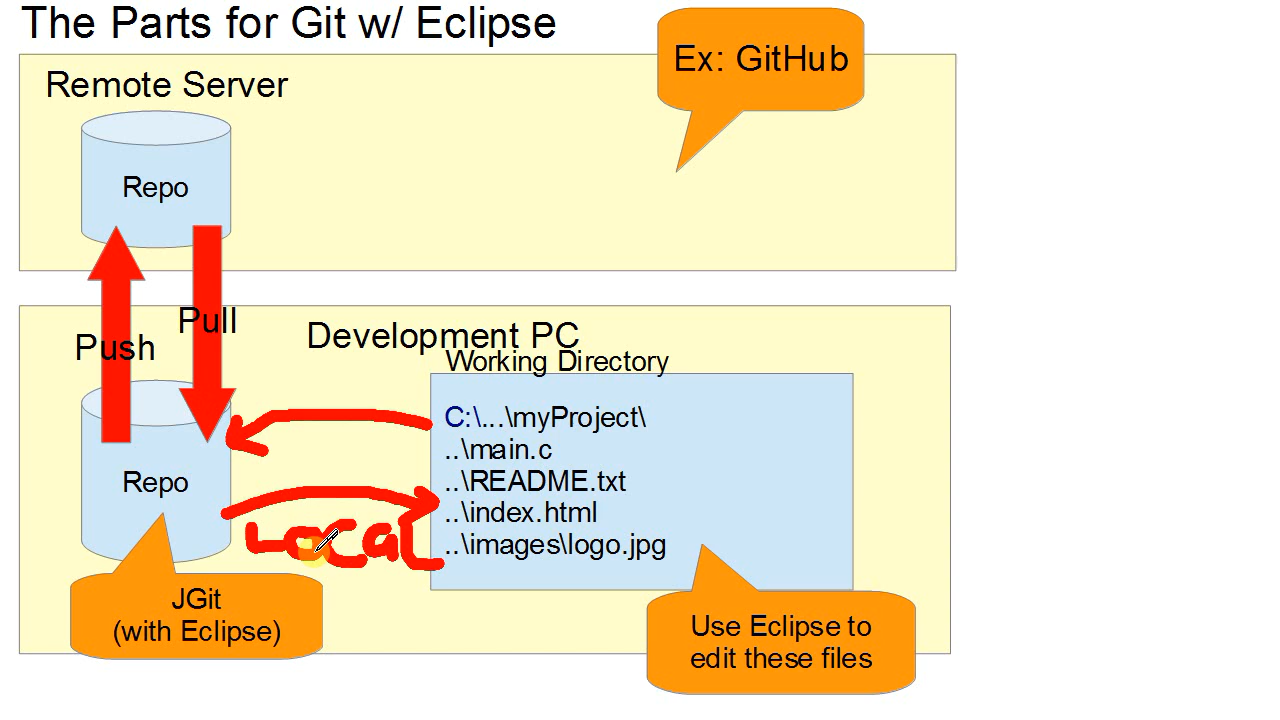 The Parts for Git w/ Eclipse
Ex: GitHub
Remote Server
Repo
Push
Pull
Development PC
Working Directory
C:\...\myProject\
..\main.c
..\README.txt
..\index.html
..\images\logo.jpg
Repo
Local
JGit
(with Eclipse)
Use Eclipse to
edit these files